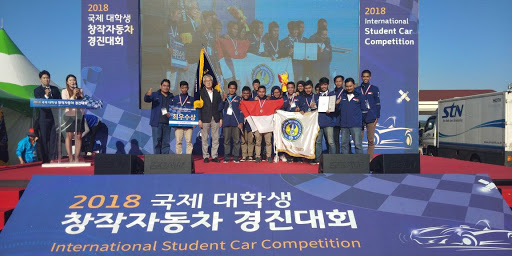 2018
국제 대학생
창작자동차
경진대회
2018
International
Student Car
Competition
최우수상
STN
2018 국제 대학생
창작자동차 경진대회
International Student Car Competition